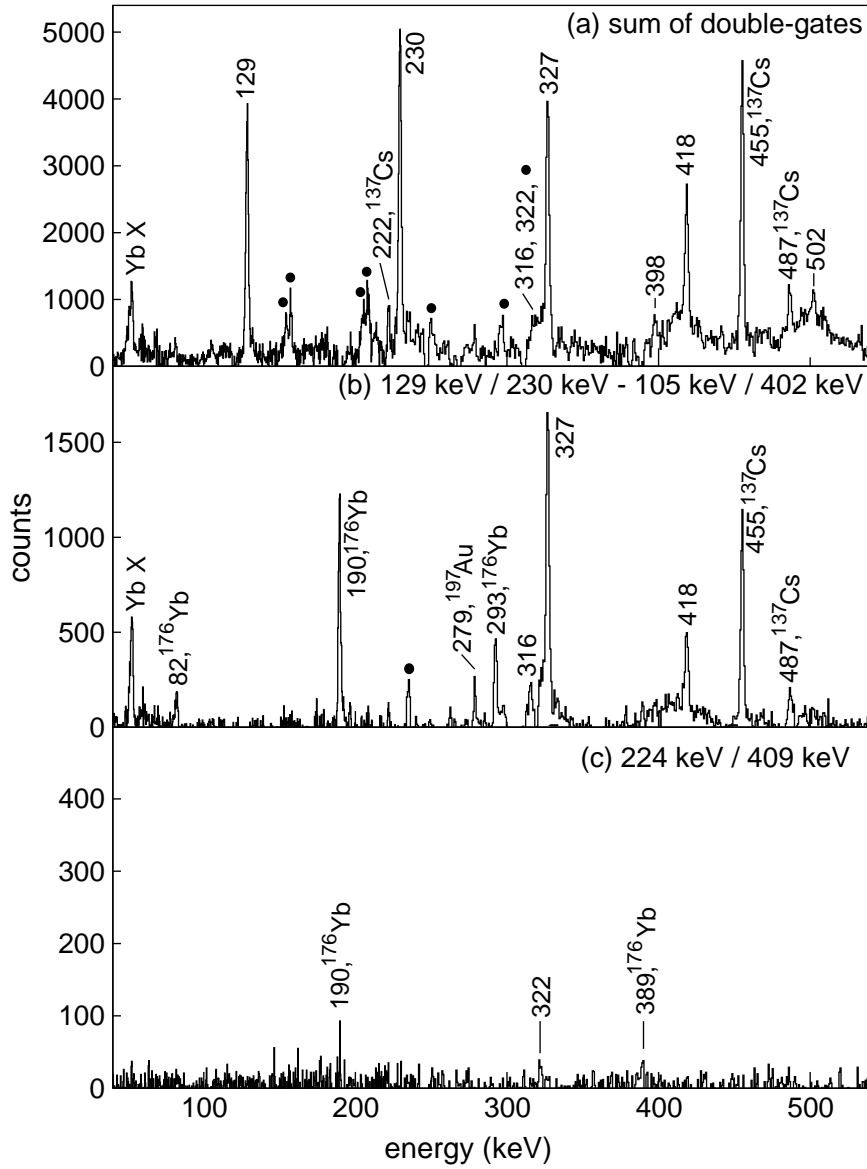 (a) sum of double-gates
5000
4000
3000
2000
1000
0
Yb X
129
222,¹³⁷Cs
230
316, 322,
327
398
418
455,¹³⁷Cs
487,¹³⁷Cs
502
(b) 129 keV / 230 keV - 105 keV / 402 keV
1500
1000
500
0
Yb X
82,¹⁷⁶Yb
190,¹⁷⁶Yb
279,¹⁹⁷Au
293,¹⁷⁶Yb
316
327
418
455,¹³⁷Cs
487,¹³⁷Cs
counts
(c) 224 keV / 409 keV
400
300
200
100
0
190,¹⁷⁶Yb
322
389,¹⁷⁶Yb
100 200 300 400 500
energy (keV)